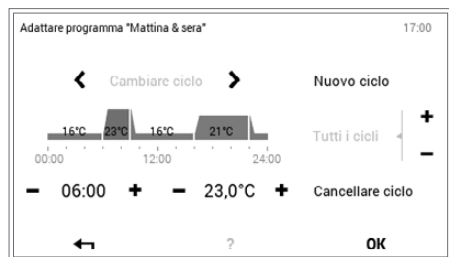 Adattare programma "Mattina & sera" 17:00
Cambiare ciclo Nuovo ciclo
16°C 23°C 16°C 21°C
Tutti i cicli
00:00 12:00 24:00
06:00 23,0°C Cancellare ciclo
? OK